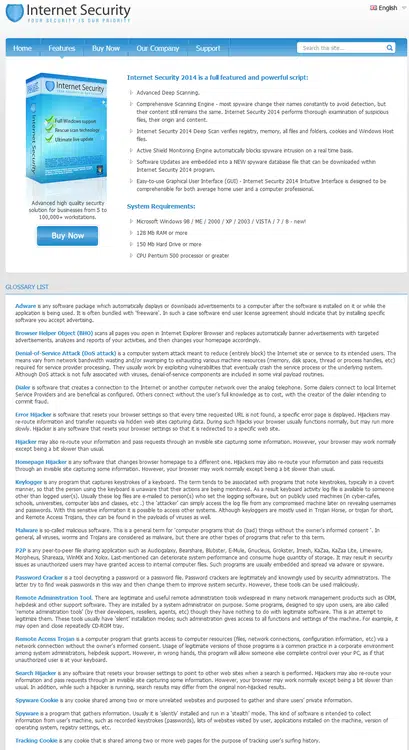 Internet Security
YOUR SECURITY IS OUR PRIORITY
English
Home
Features
Buy Now
Our Company
Support
Search the site...
Internet Security
Full Windows support
Rescue scan technology
Ultimate live update
Internet Security
Advanced high quality security
solution for businesses from 5 to
100,000+ workstations.
Buy Now
Internet Security 2014 is a full featured and powerful script:
Advanced Deep Scanning.
Comprehensive Scanning Engine - most spyware change their names constantly to avoid detection, but
their content still remains the same. Internet Security 2014 performs thorough examination of suspicious
files, their origin and content.
Internet Security 2014 Deep Scan verifies registry, memory, all files and folders, cookies and Windows Host
files.
Active Shield Monitoring Engine automatically blocks spyware intrusion on a real time basis.
Software Updates are embedded into a NEW spyware database file that can be downloaded within
Internet Security 2014 program.
Easy-to-use Graphical User Interface (GUI) - Internet Security 2014 Intuitive Interface is designed to be
comprehensible for both average home user and a computer professional.
System Requirements:
Microsoft Windows 98 / ME / 2000 / XP / 2003 / VISTA / 7 / 8 - new!
128 Mb RAM or more
150 Mb Hard Drive or more
CPU Pentium 500 processor or greater
GLOSSARY LIST
Adware is any software package which automatically displays or downloads advertisements to a computer after the software is installed on it or while the
application is being used. It is often bundled with 'freeware'. In such a case software end user license agreement should indicate that by installing specific
software you accept advertising.
Browser Helper Object (BHO) scans all pages you open in Internet Explorer Browser and replaces automatically banner advertisements with targeted
advertisements, analyzes and reports of your activities, and then changes your homepage accordingly.
Denial-of-Service Attack (DoS attack) is a computer system attack meant to reduce (entirely block) the Internet site or service to its intended users. The
means vary from network bandwidth wasting and/or swamping to exhausting various machine resources (memory, disk space, thread or process handles, etc)
required for service provider processing. They usually work by exploiting vulnerabilities that eventually crash the service process or the underlying system.
Although DoS attack is not fully associated with viruses, denial-of-service components are included in some viral payload routines.
Dialer is software that creates a connection to the Internet or another computer network over the analog telephone. Some dialers connect to local Internet
Service Providers and are benefical as configured. Others connect without the user's full knowledge as to cost, with the creator of the dialer intending to
commit fraud.
Error Hijacker is software that resets your browser settings so that every time requested URL is not found, a specific error page is displayed. Hijackers may
re-route information and transfer requests via hidden web sites capturing data. During such hijacks your browser usually functions normally, but may run more
slowly. Hijacker is any software that resets your browser settings so that it is redirected to a specific web site.
Hijacker may also re-route your information and pass requests through an invisible site capturing some information. However, your browser may work normally
except being a bit slower than usual.
Homepage Hijacker is any software that changes browser homepage to a different one. Hijackers may also re-route your information and pass requests
through an invisible site capturing some information. However, your browser may work normally except being a bit slower than usual.
Keylogger is any program that captures keystrokes of a keyboard. The term tends to be associated with programs that note keystrokes, typically in a covert
manner, so that the person using the keyboard is unaware that their actions are being monitored. As a result keyboard activity log file is available to someone
other than logged user(s). Usually these log files are e-mailed to person(s) who set the logging software, but on publicly used machines (in cyber-cafes,
schools, universities, computer labs and classes, etc .) the 'attacker' can simply access the log file from any compromised machine later on revealing usernames
and passwords. With this sensitive information it is possible to access other systems. Although keyloggers are mostly used in Trojan Horse, or trojan for short,
and Remote Access Trojans, they can be found in the payloads of viruses as well.
Malware is so-called malicious software. This is a general term for 'computer programs that do (bad) things without the owner's informed consent '. In
general, all viruses, worms and Trojans are considered as malware, but there are other types of programs that refer to this term.
P2P is any peer-to-peer file sharing application such as Audiogalaxy, Bearshare, Blubster, E-Mule, Gnucleus, Grokster, Imesh, KaZaa, KaZaa Lite, Limewire,
Morpheus, Shareaza, WinMX and Xolox. Last-mentioned can deteriorate system performance and consume huge quantity of storage. It may result in security
issues as unauthorized users may have granted access to internal computer files. Such programs are usually embedded and spread via adware or spyware.
Password Cracker is a tool decrypting a password or a password file. Password crackers are legitimately and knowingly used by security administrators. The
latter try to find weak passwords in this way and then change them to improve system security. However, these tools can be used maliciously.
Remote Administration Tool. There are legitimate and useful remote administration tools widespread in many network management products such as CRM,
helpdesk and other support software. They are installed by a system administration on purpose. Some programs, designed to spy upon users, are also called
'remote administration tools' (by their developers, resellers, agents, etc) though they have nothing to do with legitimate software. This is an attempt to
legitimize them. These tools usually have 'silent' installation modes; such administration gives access to all functions and settings of the machine. For example, it
may open and close repeatedly CD-ROM tray.
Remote Access Trojan is a computer program that grants access to computer resources (files, network connections, configuration information, etc) via a
network connection without the owner's informed consent. Usage of legitimate versions of those programs is a common practice in a corporate environment
among system administrators, helpdesk support. However, in wrong hands, the program will allow someone else complete control over your PC, as if that
unauthorized user is at your keyboard.
Search Hijacker is any software that resets your browser settings to point to other web sites when a search is performed. Hijackers may also re-route your
information and pass requests through an invisible site capturing some information. However, your browser may work normally except being a bit slower than
usual. In addition, while such a hijacker is running, search results may differ from the original non-hijacked results.
Spyware Cookie is any cookie shared among two or more unrelated websites and purposed to gather and share users' private information.
Spyware is a program that gathers information. Usually it is 'silently' installed and run in a 'stealth' mode. This kind of software is intended to collect
information from user's machine, such as recorded keystrokes (passwords), lists of websites visited by user, applications installed on the machine, version of
operating system, registry settings, etc.
Tracking Cookie is any cookie that is shared among two or more web pages for the purpose of tracking user's surfing history.